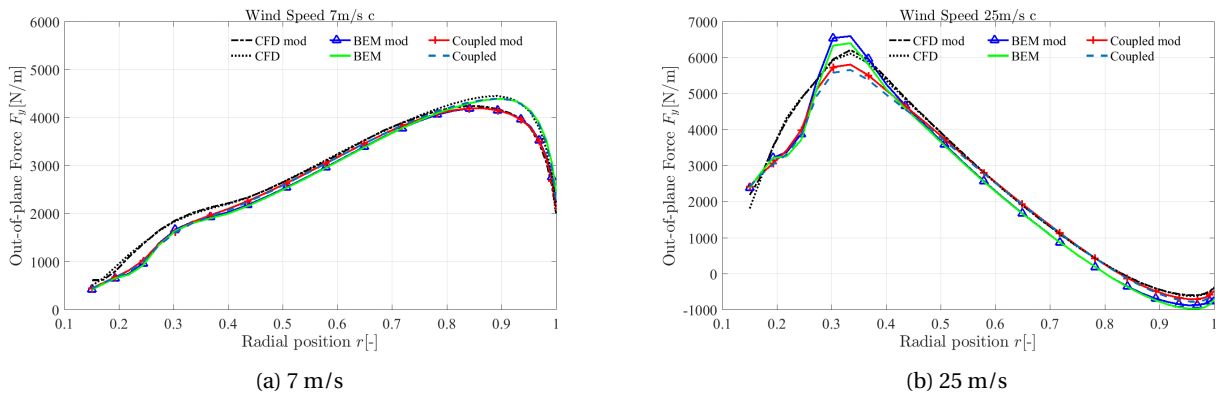 Wind Speed 7m/s c
CFD mod
CFD
BEM mod
BEM
Coupled mod
Coupled
6000
5000
4000
3000
2000
1000
0
Out-of-plane Force F_y[N/m]
0.1 0.2 0.3 0.4 0.5 0.6 0.7 0.8 0.9 1
Radial position r[-]
(a) 7 m/s
Wind Speed 25m/s c
CFD mod
CFD
BEM mod
BEM
Coupled mod
Coupled
7000
6000
5000
4000
3000
2000
1000
0
-1000
Out-of-plane Force F_y[N/m]
0.1 0.2 0.3 0.4 0.5 0.6 0.7 0.8 0.9 1
Radial position r[-]
(b) 25 m/s